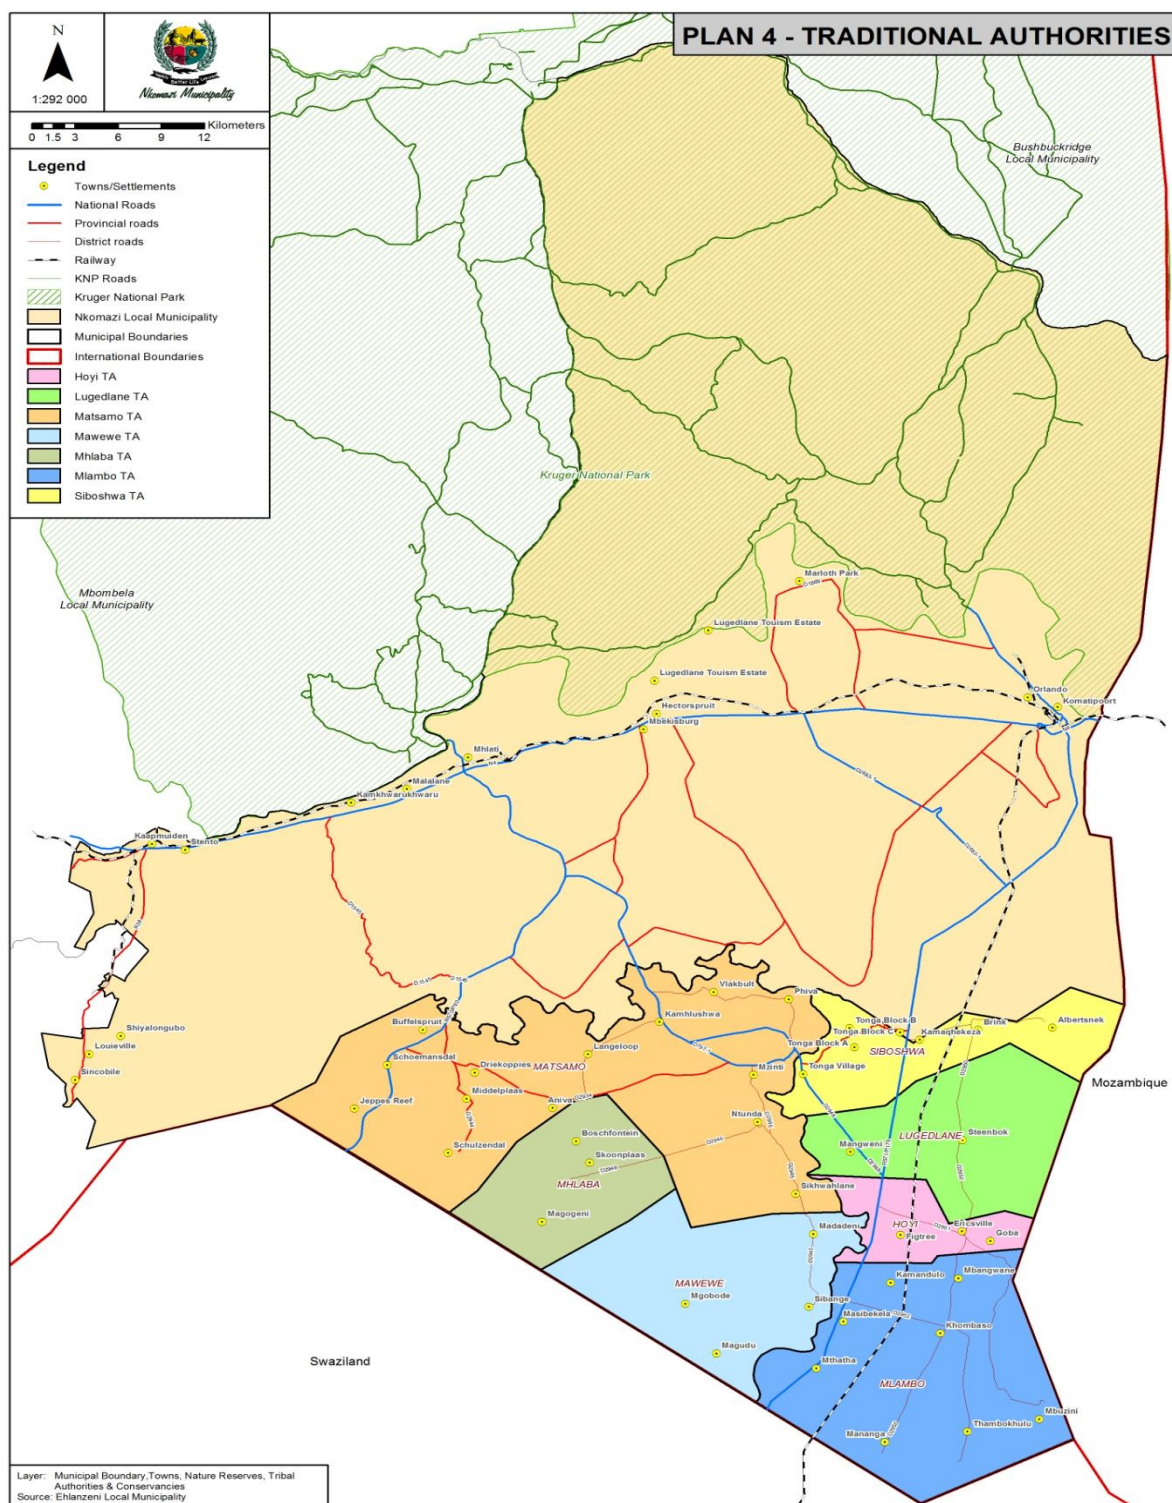 PLAN 4 - TRADITIONAL AUTHORITIES
N
1:292 000
Better Life
Nkomazi Municipality
Kilometers
0 1.5 3 6 9 12
Legend
Towns/Settlements
National Roads
Provincial roads
District roads
Railway
KNP Roads
Kruger National Park
Nkomazi Local Municipality
Municipal Boundaries
International Boundaries
Hoyi TA
Lugedlane TA
Matsamo TA
Mawewe TA
Mhlaba TA
Mlambo TA
Siboshwa TA
Bushbuckridge
Local Municipality
Kruger National Park
Mbombela
Local Municipality
Marloth Park
Lugedlane Touism Estate
Lugedlane Touism Estate
Hectorspruit
Mbekisburg
Orlando
Komatipoort
Mhlati
N4
Malalane
Kamkhwarukhwaru
Kaapmuiden
Stento
Shiyalongubo
Louieville
Sincobile
Buffelspruit
Schoemansdal
Driekoppies
Middelplaas
Jeppes Reef
Schulzendal
Aniva
MATSAMO
Langeloop
Kamhlushwa
Vlakbult
Phiva
Tonga Block B
Tonga Block C
Kamaqhekeza
Brink
Albertsnek
Tonga Block A
SIBOSHWA
Mzinti
Tonga Village
Mozambique
Ntunda
LUGEDLANE
Steenbok
Mangweni
Boschfontein
Skoonplaas
MHLABA
Magogeni
Sikhwahlane
Madadeni
HOYI
Figtree
Ericsville
Goba
MAWEWE
Mgobode
Sibange
Magudu
Kamandulo
Mbangwane
Masibekela
Khombaso
Mthatha
MLAMBO
Mananga
Thambokhulu
Mbuzini
Swaziland
Layer: Municipal Boundary,Towns, Nature Reserves, Tribal
Authorities & Conservancies
Source: Ehlanzeni Local Municipality